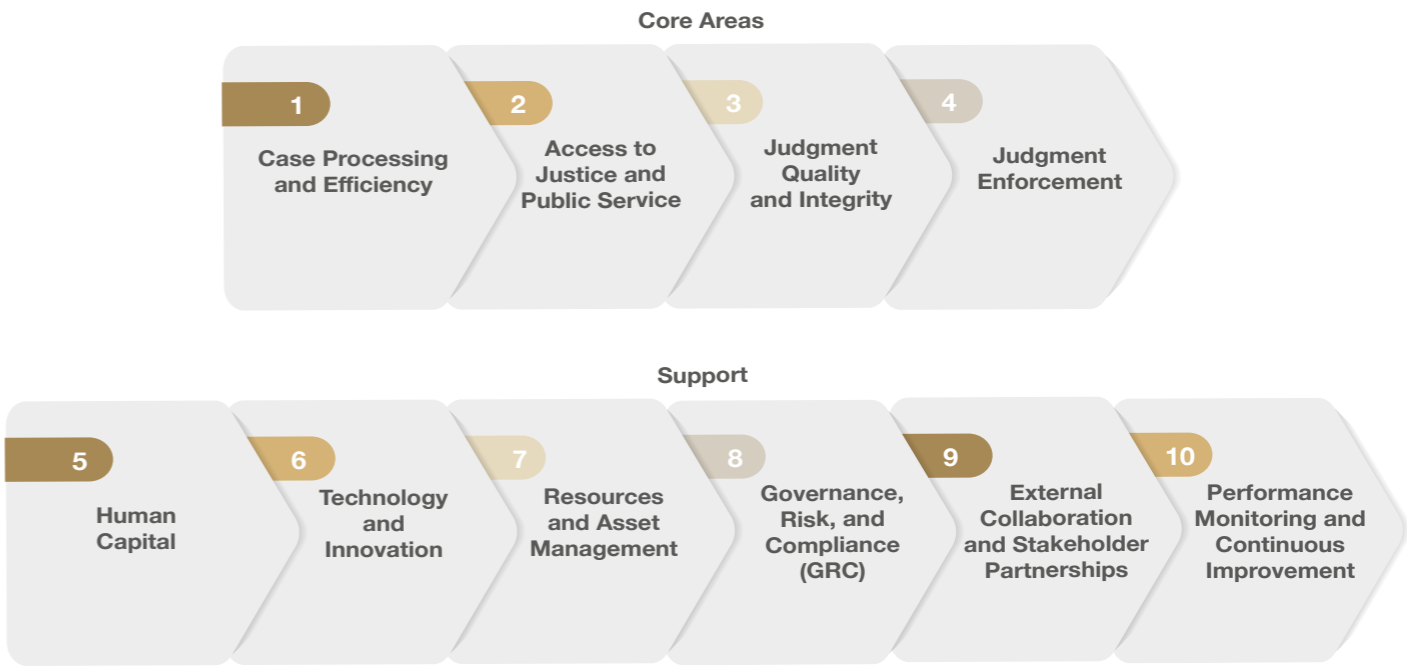 Core Areas
1
Case Processing
and Efficiency
2
Access to
Justice and
Public Service
3
Judgment
Quality
and Integrity
4
Judgment
Enforcement
Support
5
Human
Capital
6
Technology
and
Innovation
7
Resources
and Asset
Management
8
Governance,
Risk, and
Compliance
(GRC)
9
External
Collaboration
and Stakeholder
Partnerships
10
Performance
Monitoring and
Continuous
Improvement